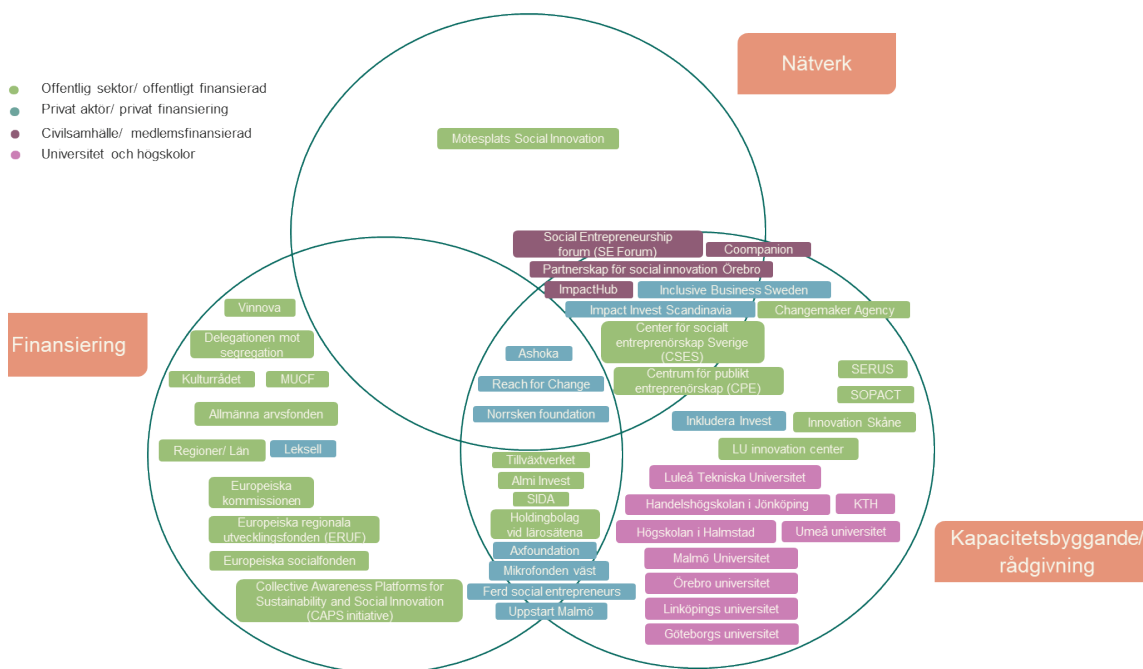 Nätverk
Offentlig sektor/ offentligt finansierad
Privat aktör/ privat finansiering
Civilsamhälle/ medlemsfinansierad
Universitet och högskolor
Mötesplats Social Innovation
Social Entrepreneurship
forum (SE Forum)
Coompanion
Partnerskap för social innovation Örebro
ImpactHub
Inclusive Business Sweden
Impact Invest Scandinavia
Changemaker Agency
Center för socialt
entreprenörskap Sverige
(CSES)
Centrum för publikt
entreprenörskap (CPE)
Ashoka
Reach for Change
Norrsken foundation
Finansiering
Vinnova
Delegationen mot
segregation
Kulturrådet
MUCF
Allmänna arvsfonden
Regioner/ Län
Leksell
Europeiska
kommissionen
Europeiska regionala
utvecklingsfonden (ERUF)
Europeiska socialfonden
Collective Awareness Platforms for
Sustainability and Social Innovation
(CAPS initiative)
Tillväxtverket
Almi Invest
SIDA
Holdingbolag
vid lärosätena
Axfoundation
Mikrofonden väst
Ferd social entrepreneurs
Uppstart Malmö
SERUS
SOPACT
Inkludera Invest
Innovation Skåne
LU innovation center
Luleå Tekniska Universitet
Handelshögskolan i Jönköping
KTH
Högskolan i Halmstad
Umeå universitet
Malmö Universitet
Örebro universitet
Linköpings universitet
Göteborgs universitet
Kapacitetsbyggande/
rådgivning